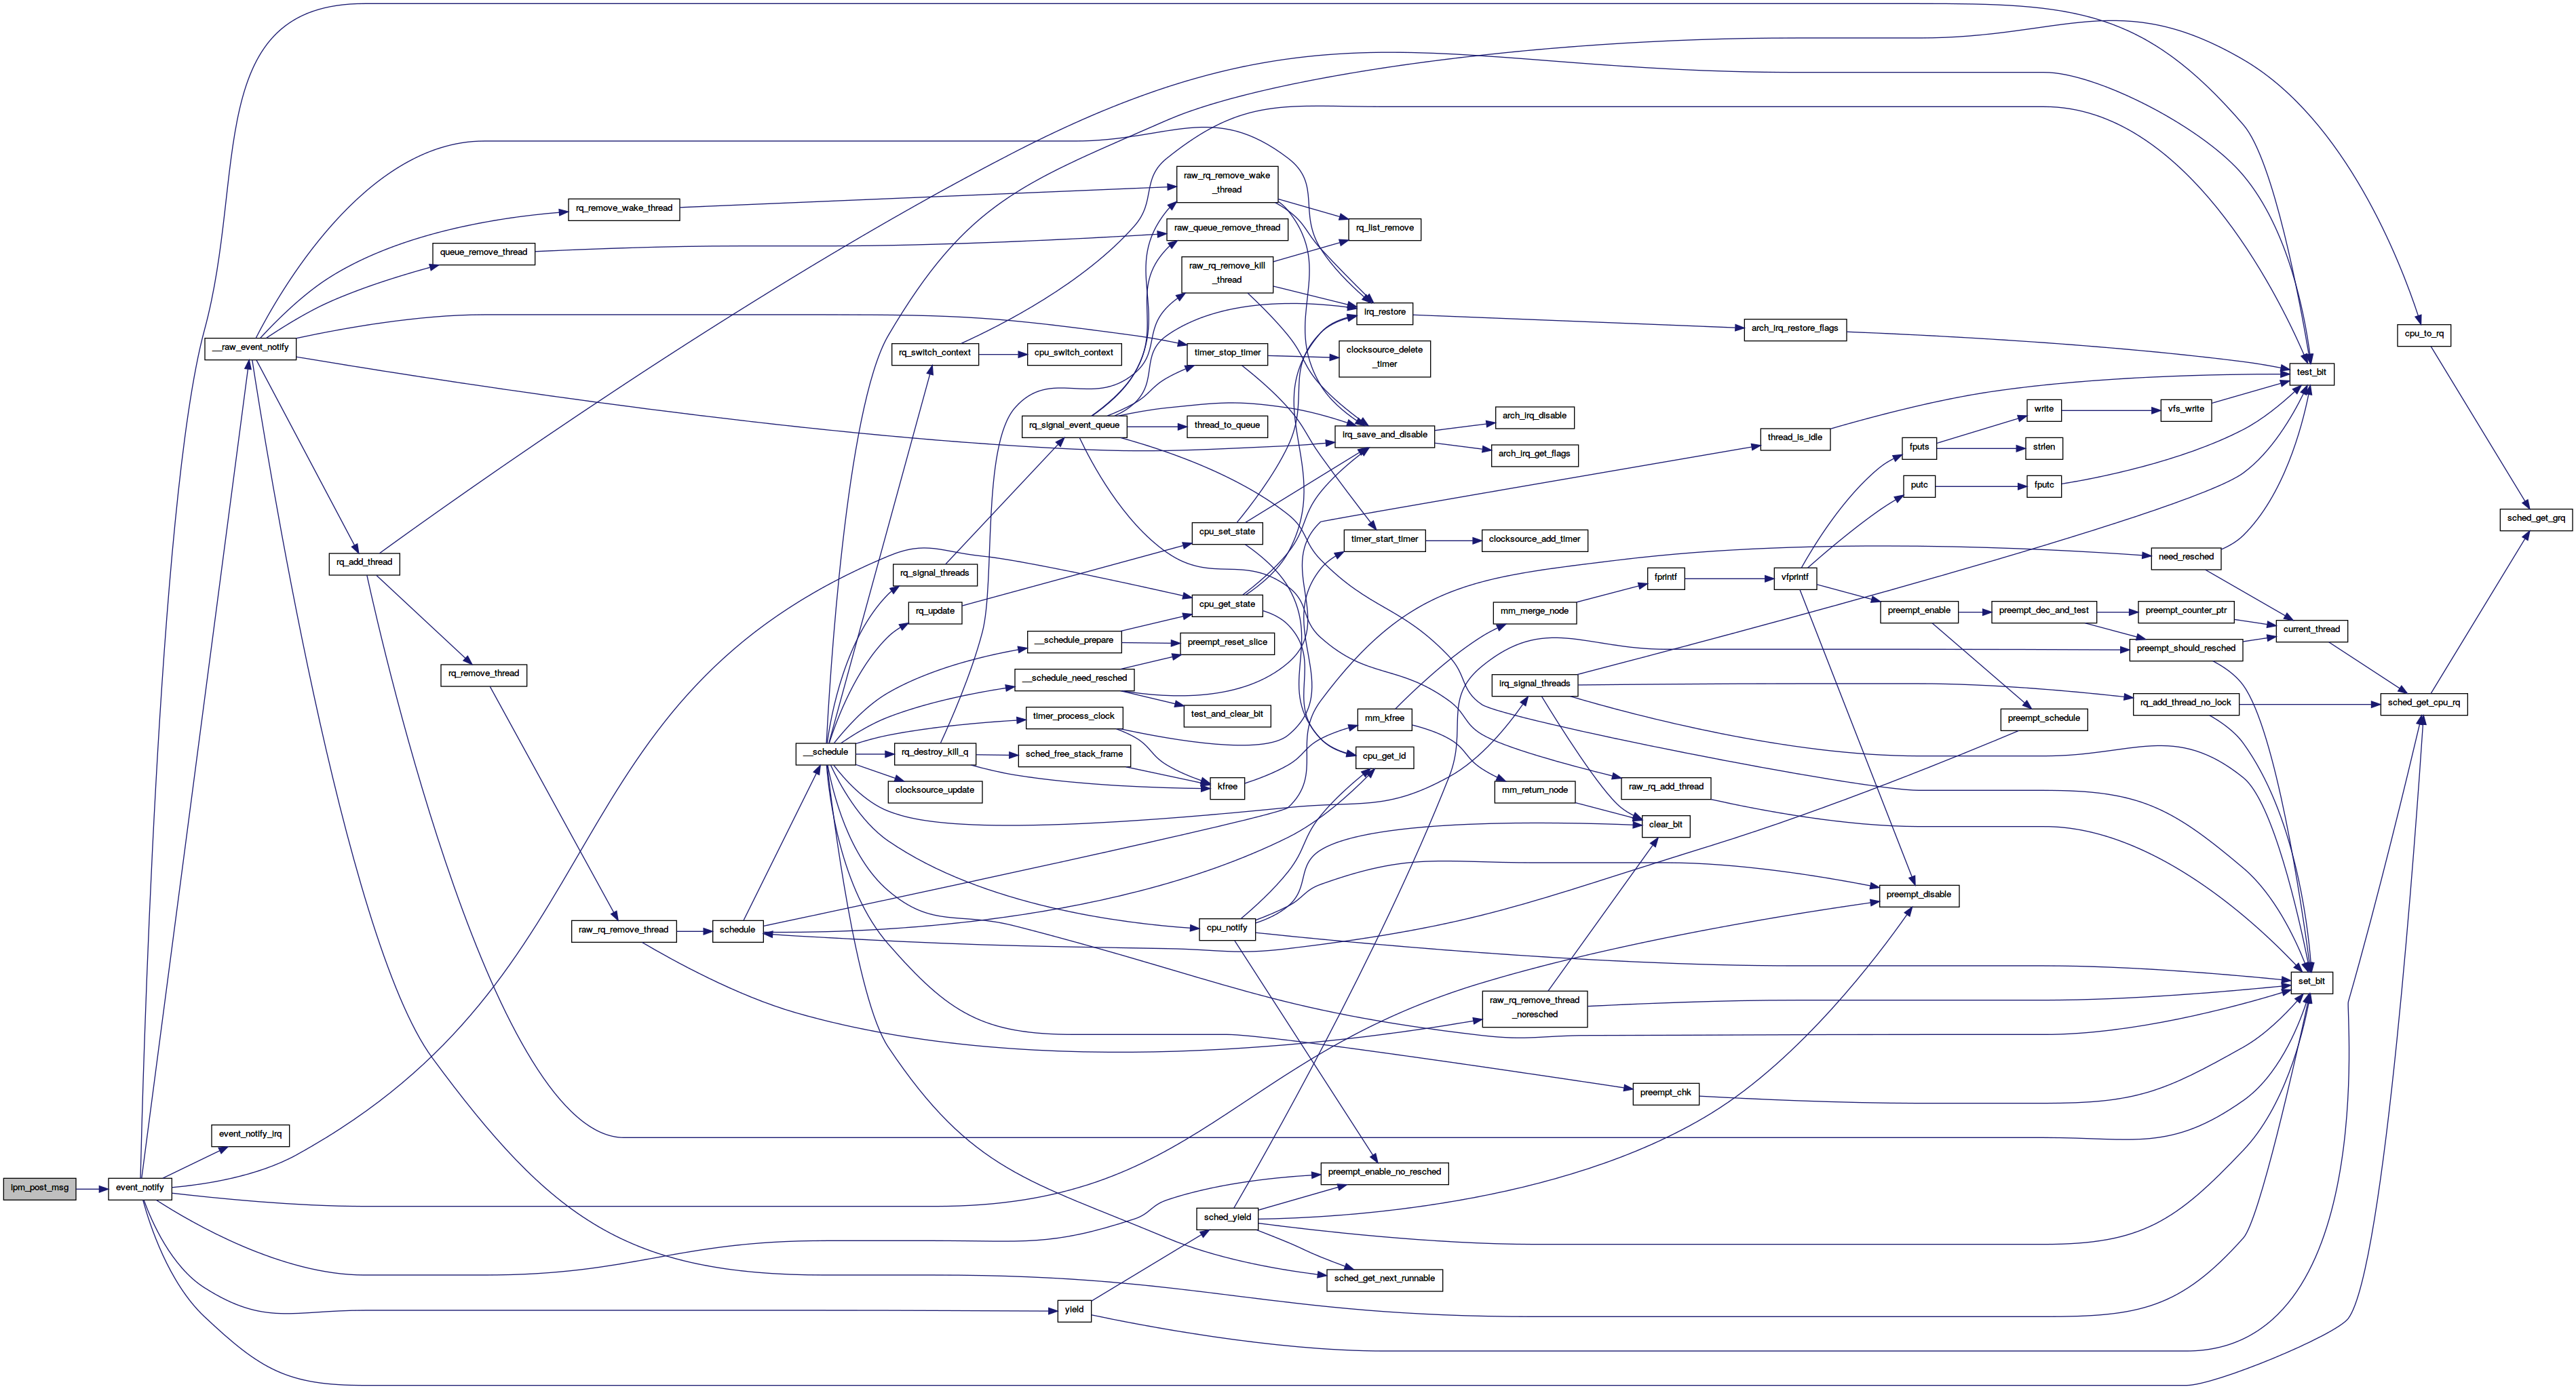 ipm_post_msg
event_notify
__raw_event_notify
event_notify_irq
rq_add_thread
queue_remove_thread
rq_remove_thread
rq_remove_wake_thread
raw_rq_remove_thread
schedule
__schedule
rq_switch_context
rq_signal_threads
rq_update
rq_destroy_kill_q
clocksource_update
cpu_switch_context
rq_signal_event_queue
__schedule_prepare
__schedule_need_resched
timer_process_clock
sched_free_stack_frame
yield
raw_rq_remove_wake
_thread
raw_queue_remove_thread
raw_rq_remove_kill
_thread
timer_stop_timer
thread_to_queue
cpu_set_state
cpu_get_state
preempt_reset_slice
test_and_clear_bit
kfree
cpu_notify
sched_yield
rq_list_remove
irq_restore
clocksource_delete
_timer
irq_save_and_disable
timer_start_timer
mm_kfree
cpu_get_id
preempt_enable_no_resched
sched_get_next_runnable
arch_irq_disable
arch_irq_get_flags
clocksource_add_timer
mm_merge_node
irq_signal_threads
mm_return_node
raw_rq_remove_thread
_noresched
fprintf
raw_rq_add_thread
clear_bit
preempt_chk
arch_irq_restore_flags
thread_is_idle
vfprintf
fputs
putc
preempt_enable
preempt_disable
write
strlen
fputc
preempt_dec_and_test
preempt_schedule
vfs_write
need_resched
preempt_counter_ptr
preempt_should_resched
rq_add_thread_no_lock
test_bit
current_thread
set_bit
cpu_to_rq
sched_get_cpu_rq
sched_get_grq